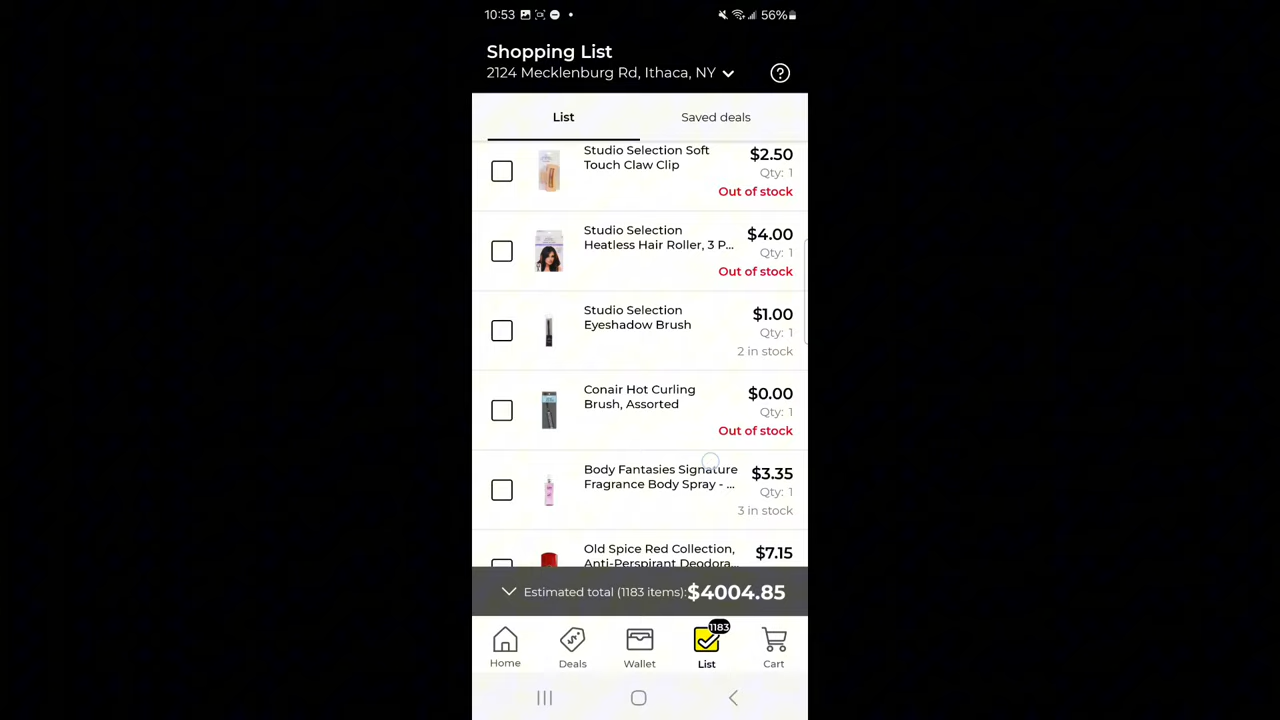 10:53
56%
Shopping List
2124 Mecklenburg Rd, Ithaca, NY
List
Saved deals
Studio Selection Soft
Touch Claw Clip
$2.50
Qty: 1
Out of stock
Studio Selection
Heatless Hair Roller, 3 P...
$4.00
Qty: 1
Out of stock
Studio Selection
Eyeshadow Brush
$1.00
Qty: 1
2 in stock
Conair Hot Curling
Brush, Assorted
$0.00
Qty: 1
Out of stock
Body Fantasies Signature
Fragrance Body Spray - ...
$3.35
Qty: 1
3 in stock
Old Spice Red Collection,
Anti-Perspirant Deodora...
$7.15
Estimated total (1183 items): $4004.85
1183
Home
Deals
Wallet
List
Cart